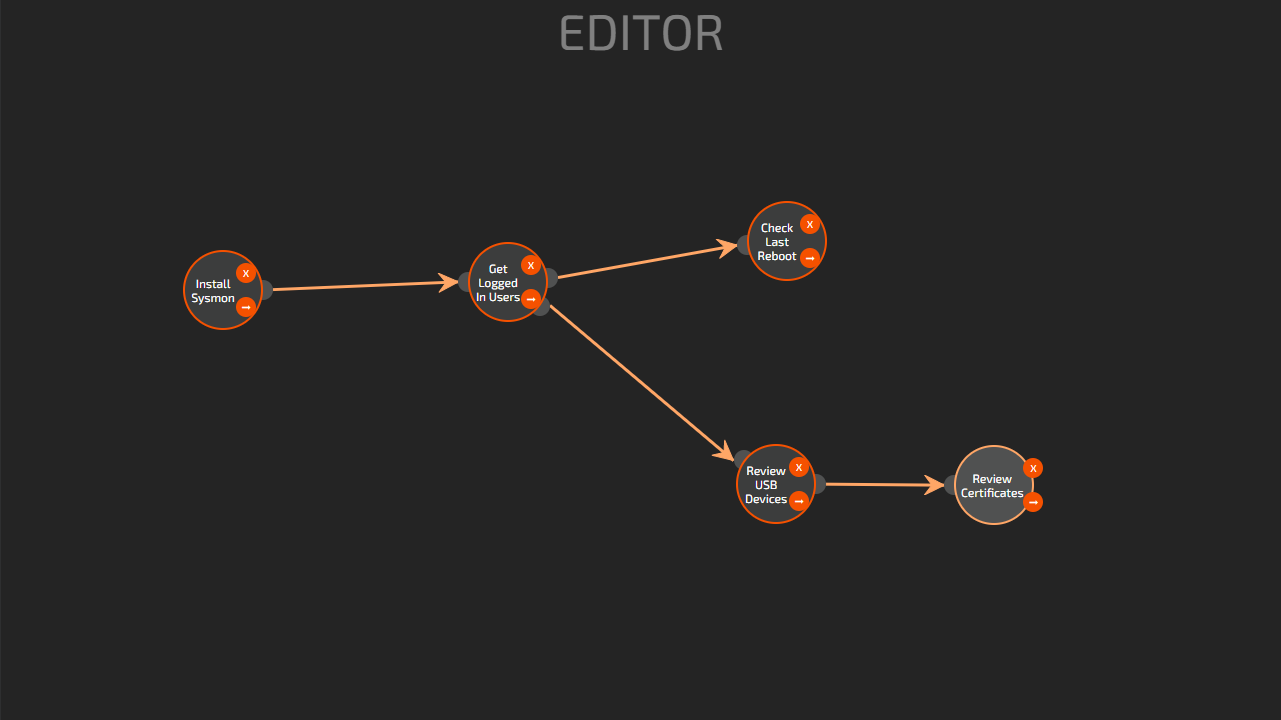 EDITOR
Install
Sysmon
X
→
Get
Logged
In Users
X
→
Check
Last
Reboot
X
→
Review
USB
Devices
X
→
Review
Certificates
X
→